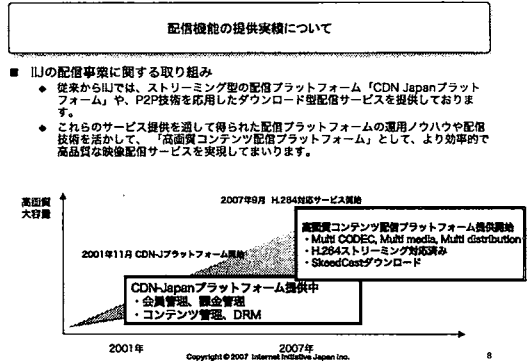 配信機能の提供実績について
■ IIJの配信事業に関する取り組み
◆ 従来からIIJでは、ストリーミング型の配信プラットフォーム「CDN Japanプラット
フォーム」や、P2P技術を応用したダウンロード型配信サービスを提供しておりま
す。
◆ これらのサービス提供を通して得られた配信プラットフォームの運用ノウハウや配信
技術を活かして、「高画質コンテンツ配信プラットフォーム」として、より効率的で
高品質な映像配信サービスを実現してまいります。
高画質
大容量
2007年9月 H.264対応サービス開始
高画質コンテンツ配信プラットフォーム提供開始
・Multi CODEC, Multi media, Multi distribution
・H.264ストリーミング対応済み
・SkeedCastダウンロード
2001年11月 CDN-Jプラットフォーム開始
CDN-Japanプラットフォーム提供中
・会員管理、課金管理
・コンテンツ管理、DRM
2001年
2007年
Copyright © 2007 Internet Initiative Japan Inc.
8